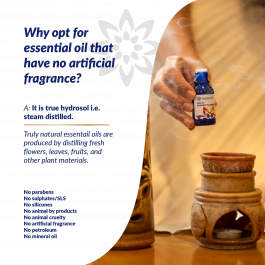 Why opt for
essential oil that
have no artificial
fragrance?
A: It is true hydrosol i.e.
steam distilled.
Truly natural essentail oils are
produced by distilling fresh
flowers, leaves, fruits, and
other plant materials.
No parabens
No sulphates/SLS
No silicones
No animal by products
No animal cruelty
No artificial fragrance
No petroleum
No mineral oil